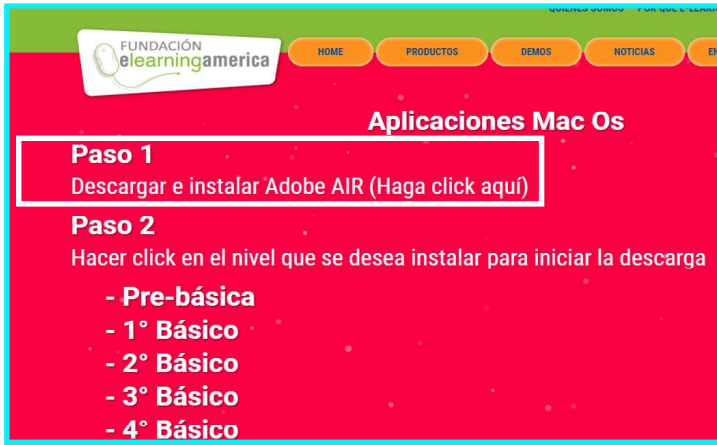 QUIENES SOMOS
FUNDACIÓN
elearningamerica
HOME
PRODUCTOS
DEMOS
NOTICIAS
Aplicaciones Mac Os
Paso 1
Descargar e instalar Adobe AIR (Haga click aquí)
Paso 2
Hacer click en el nivel que se desea instalar para iniciar la descarga
- Pre-básica
- 1° Básico
- 2° Básico
- 3° Básico
- 4° Básico